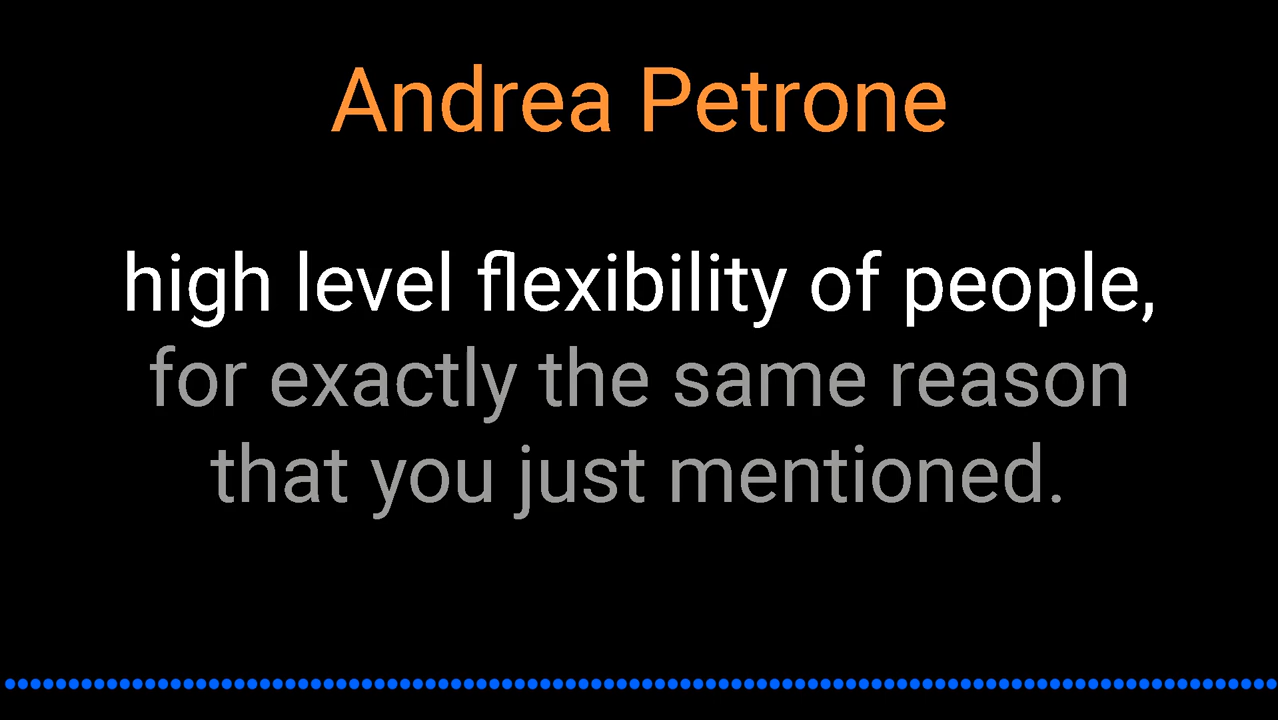 Andrea Petrone
high level flexibility of people,
for exactly the same reason
that you just mentioned.